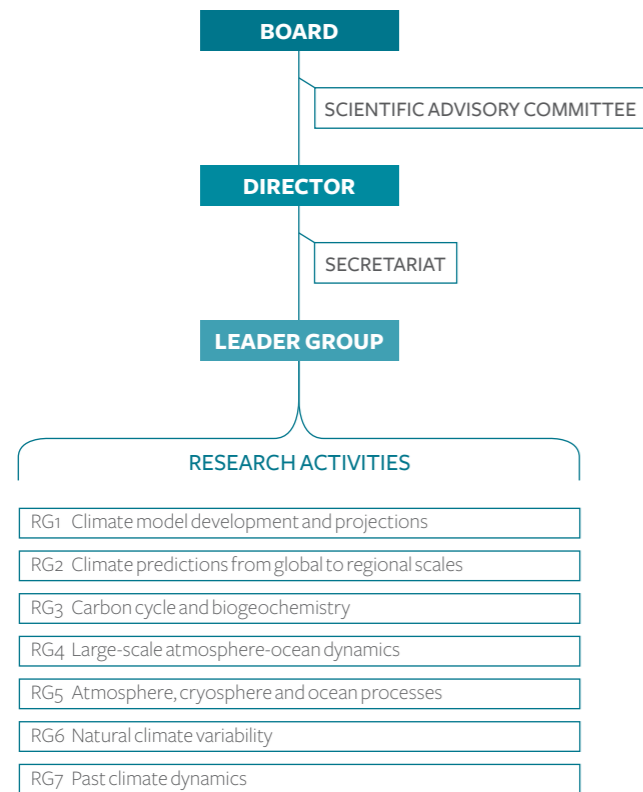 BOARD
SCIENTIFIC ADVISORY COMMITTEE
DIRECTOR
SECRETARIAT
LEADER GROUP
RESEARCH ACTIVITIES
RG1 Climate model development and projections
RG2 Climate predictions from global to regional scales
RG3 Carbon cycle and biogeochemistry
RG4 Large-scale atmosphere-ocean dynamics
RG5 Atmosphere, cryosphere and ocean processes
RG6 Natural climate variability
RG7 Past climate dynamics